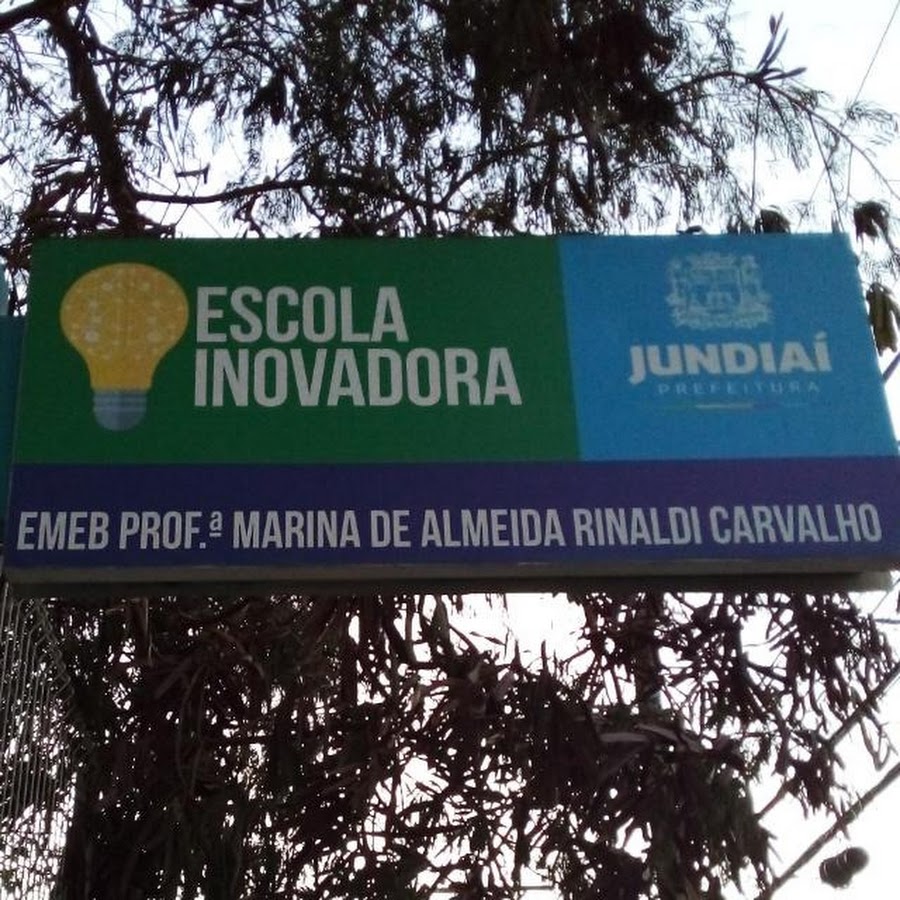 ESCOLA
INOVADORA
JUNDIAÍ
PREFEITURA
EMEB PROF.ª MARINA DE ALMEIDA RINALDI CARVALHO